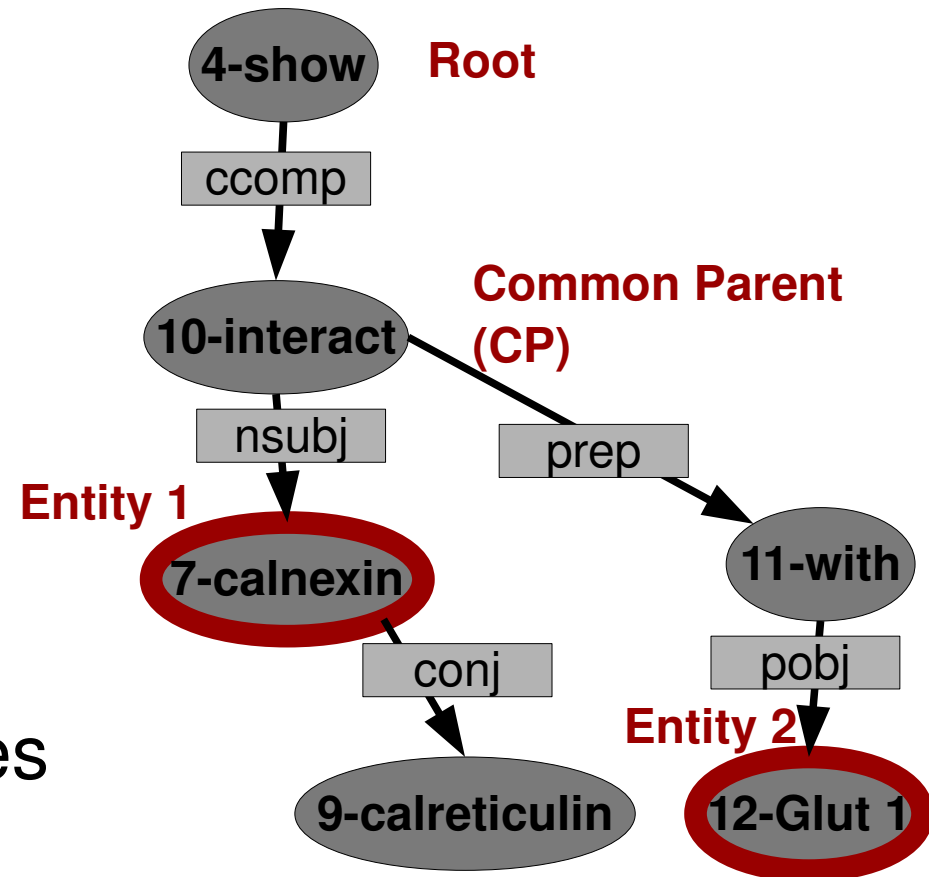 4-show
Root
ccomp
Common Parent
(CP)
10-interact
nsubj
prep
Entity 1
7-calnexin
11-with
conj
pobj
Entity 2
es
9-calreticulin
12-Glut 1